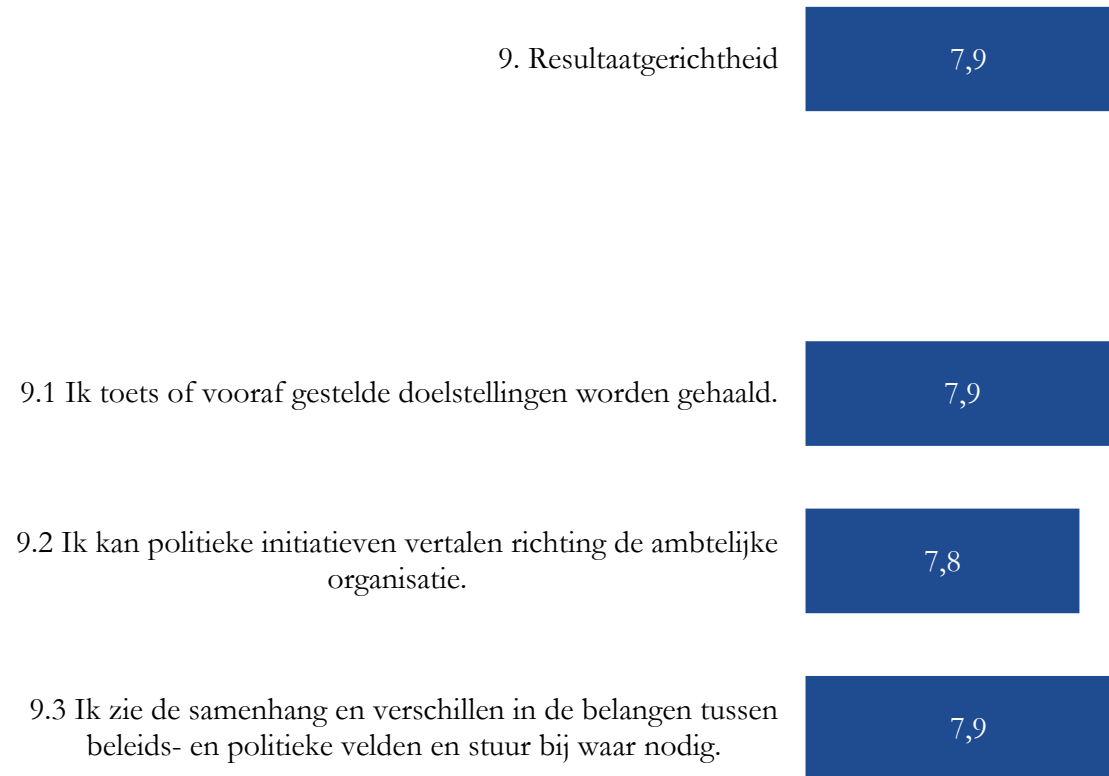 9. Resultaatgerichtheid
7,9
9.1 Ik toets of vooraf gestelde doelstellingen worden gehaald.
7,9
9.2 Ik kan politieke initiatieven vertalen richting de ambtelijke
organisatie.
7,8
9.3 Ik zie de samenhang en verschillen in de belangen tussen
beleids- en politieke velden en stuur bij waar nodig.
7,9